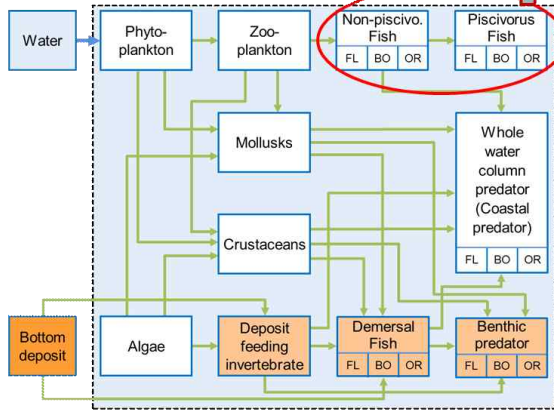 Water
Phyto-
plankton
Zoo-
plankton
Non-piscivo.
Fish
FL BO OR
Piscivorus
Fish
FL BO OR
Mollusks
Whole
water
column
predator
(Coastal
predator)
FL BO OR
Crustaceans
Bottom
deposit
Algae
Deposit
feeding
invertebrate
Demersal
Fish
FL BO OR
Benthic
predator
FL BO OR